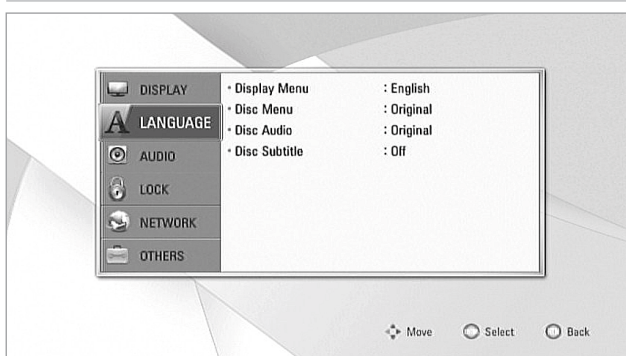 DISPLAY
LANGUAGE
AUDIO
LOCK
NETWORK
OTHERS
• Display Menu : English
• Disc Menu : Original
• Disc Audio : Original
• Disc Subtitle : Off
Move Select Back